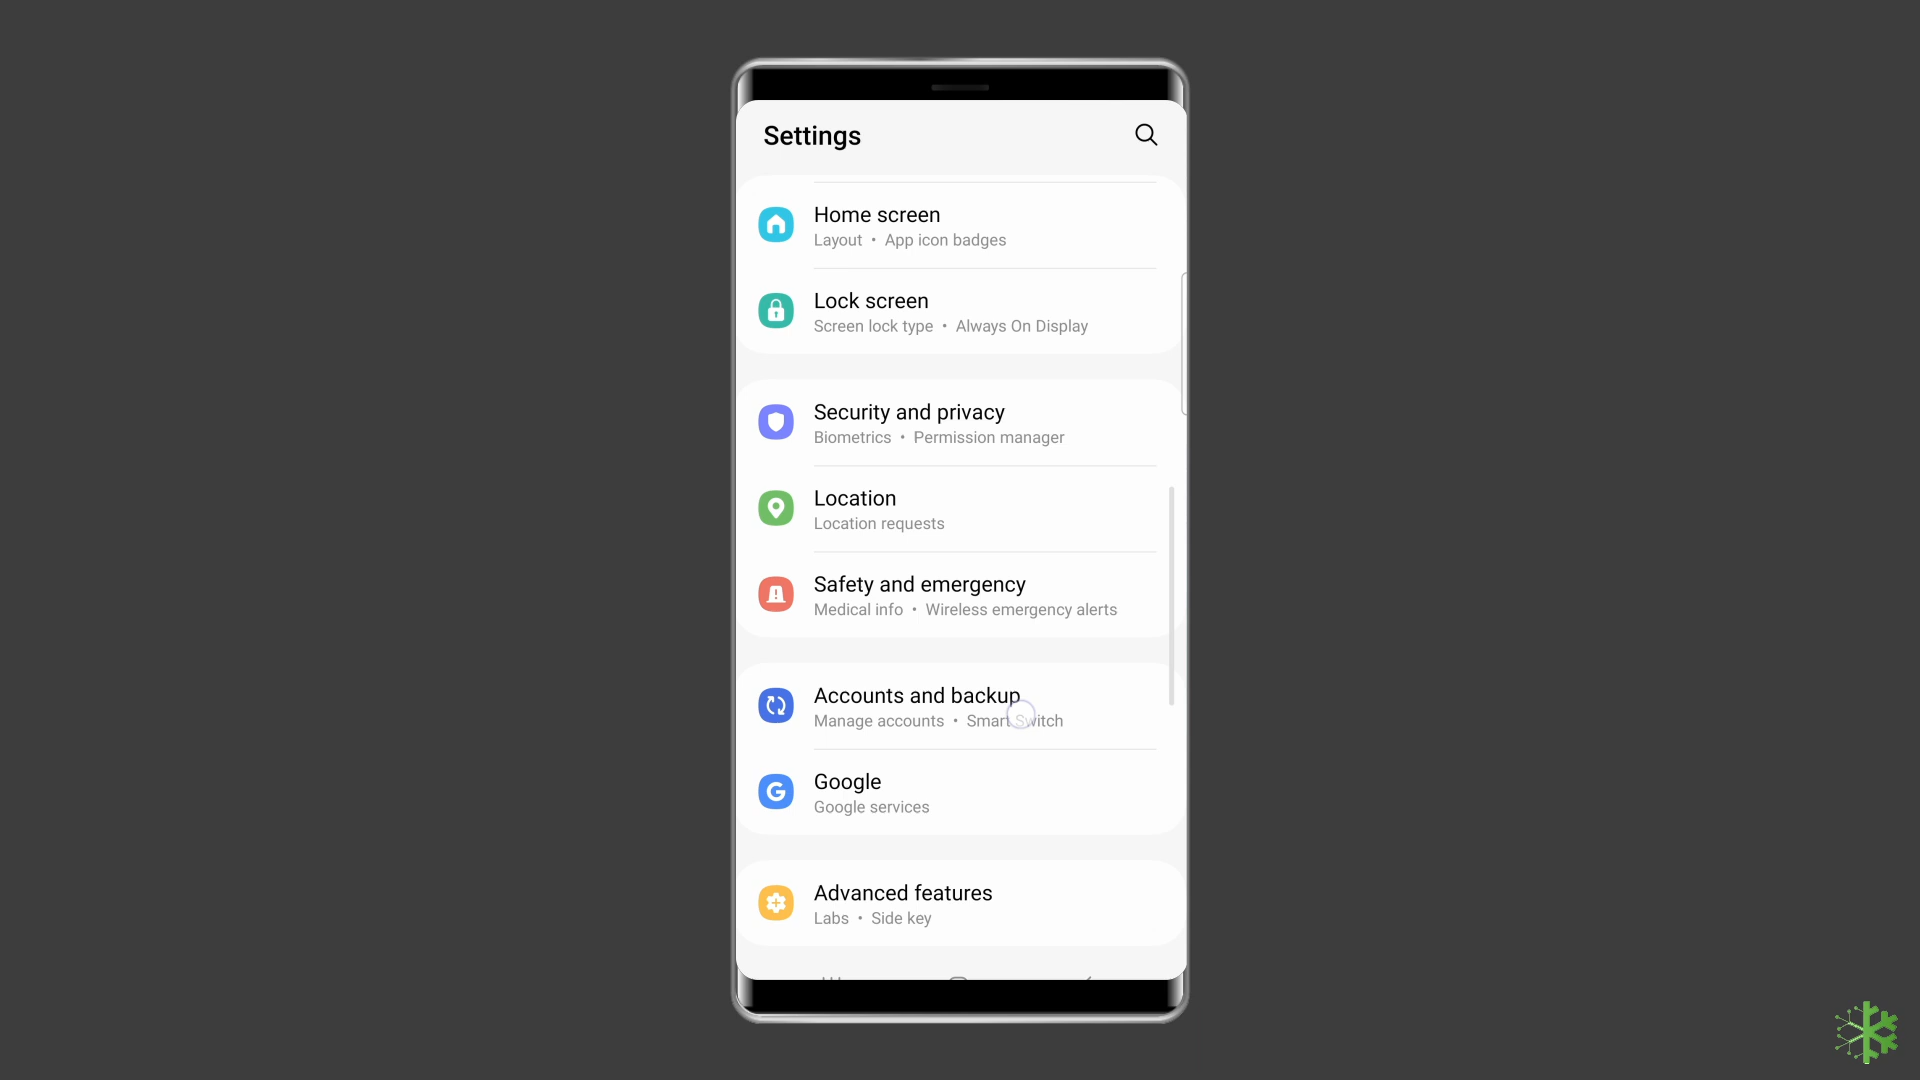 Settings
Home screen
Layout • App icon badges
Lock screen
Screen lock type • Always On Display
Security and privacy
Biometrics • Permission manager
Location
Location requests
Safety and emergency
Medical info • Wireless emergency alerts
Accounts and backup
Manage accounts • Smart Switch
Google
Google services
Advanced features
Labs • Side key